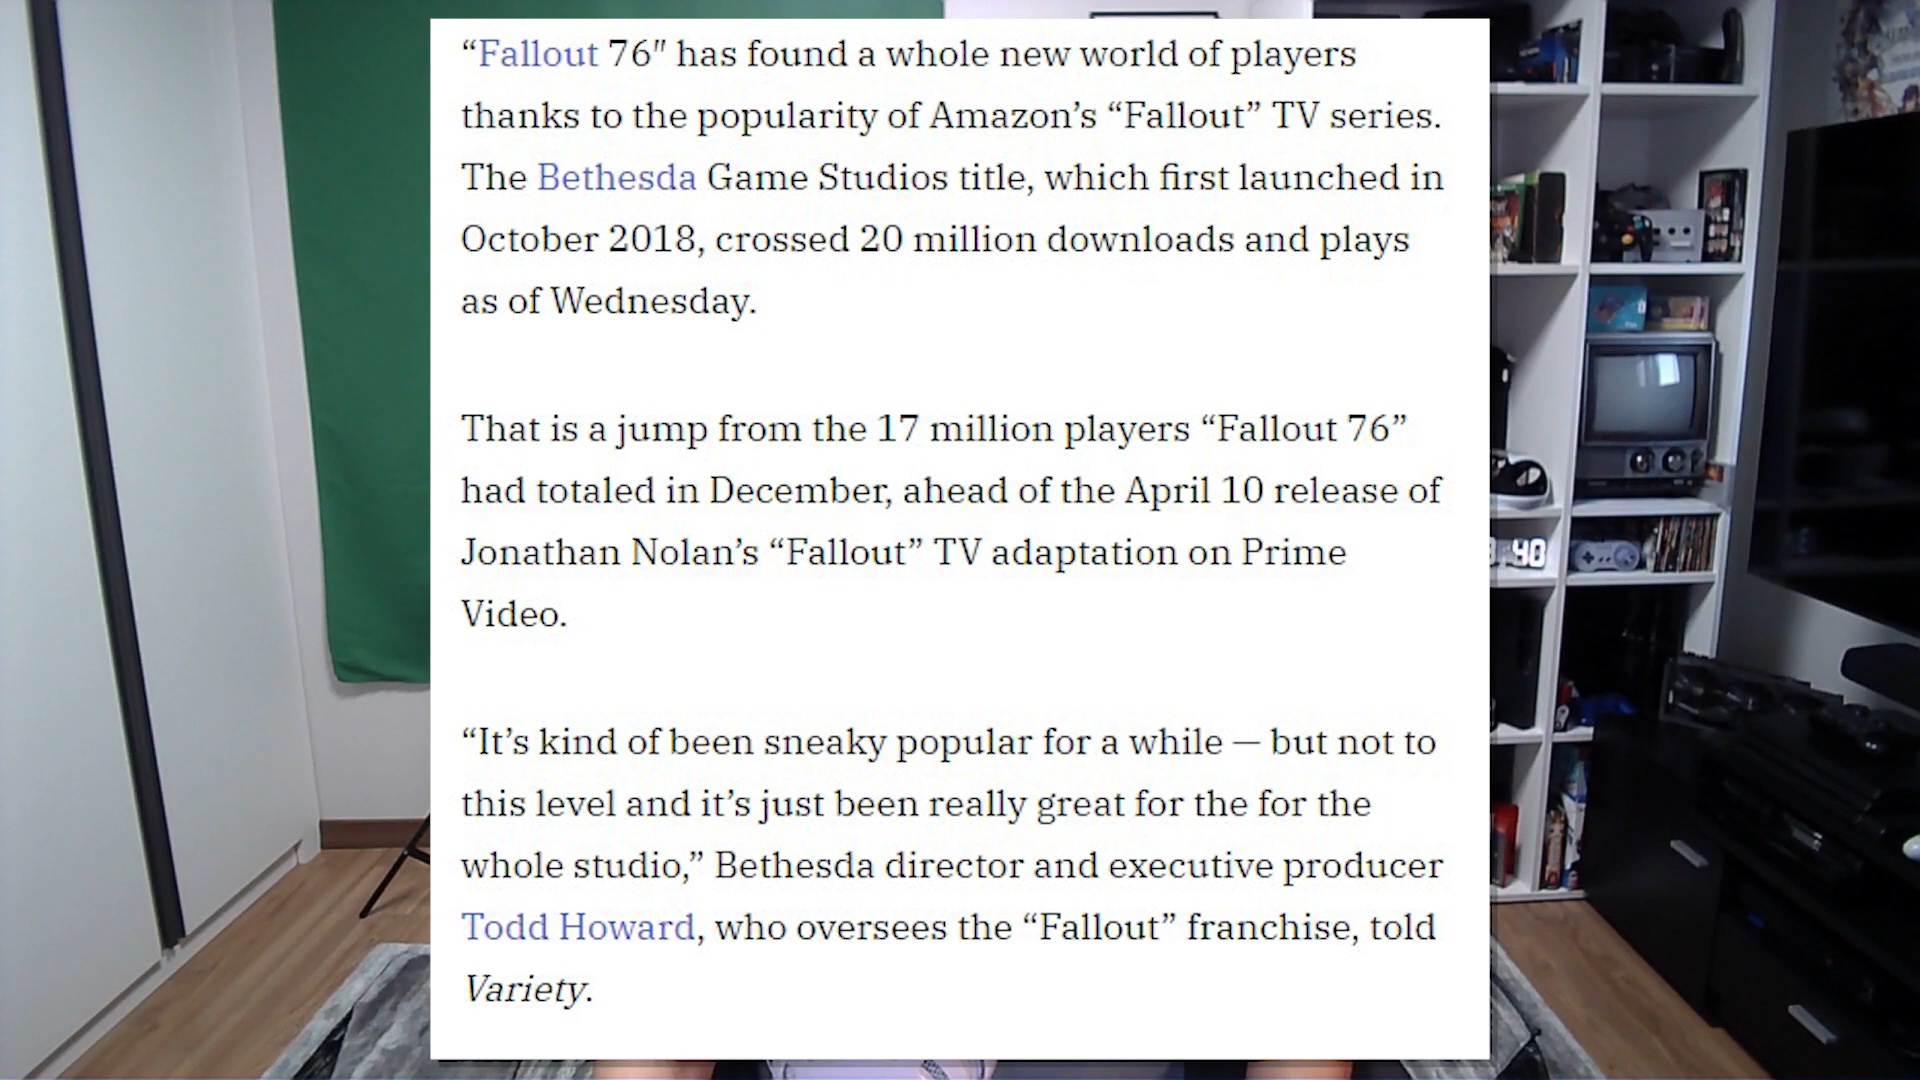 “Fallout 76″ has found a whole new world of players
thanks to the popularity of Amazon’s “Fallout” TV series.
The Bethesda Game Studios title, which first launched in
October 2018, crossed 20 million downloads and plays
as of Wednesday.
That is a jump from the 17 million players “Fallout 76”
had totaled in December, ahead of the April 10 release of
Jonathan Nolan’s “Fallout” TV adaptation on Prime
Video.
“It’s kind of been sneaky popular for a while — but not to
this level and it’s just been really great for the for the
whole studio,” Bethesda director and executive producer
Todd Howard, who oversees the “Fallout” franchise, told
Variety.
:40